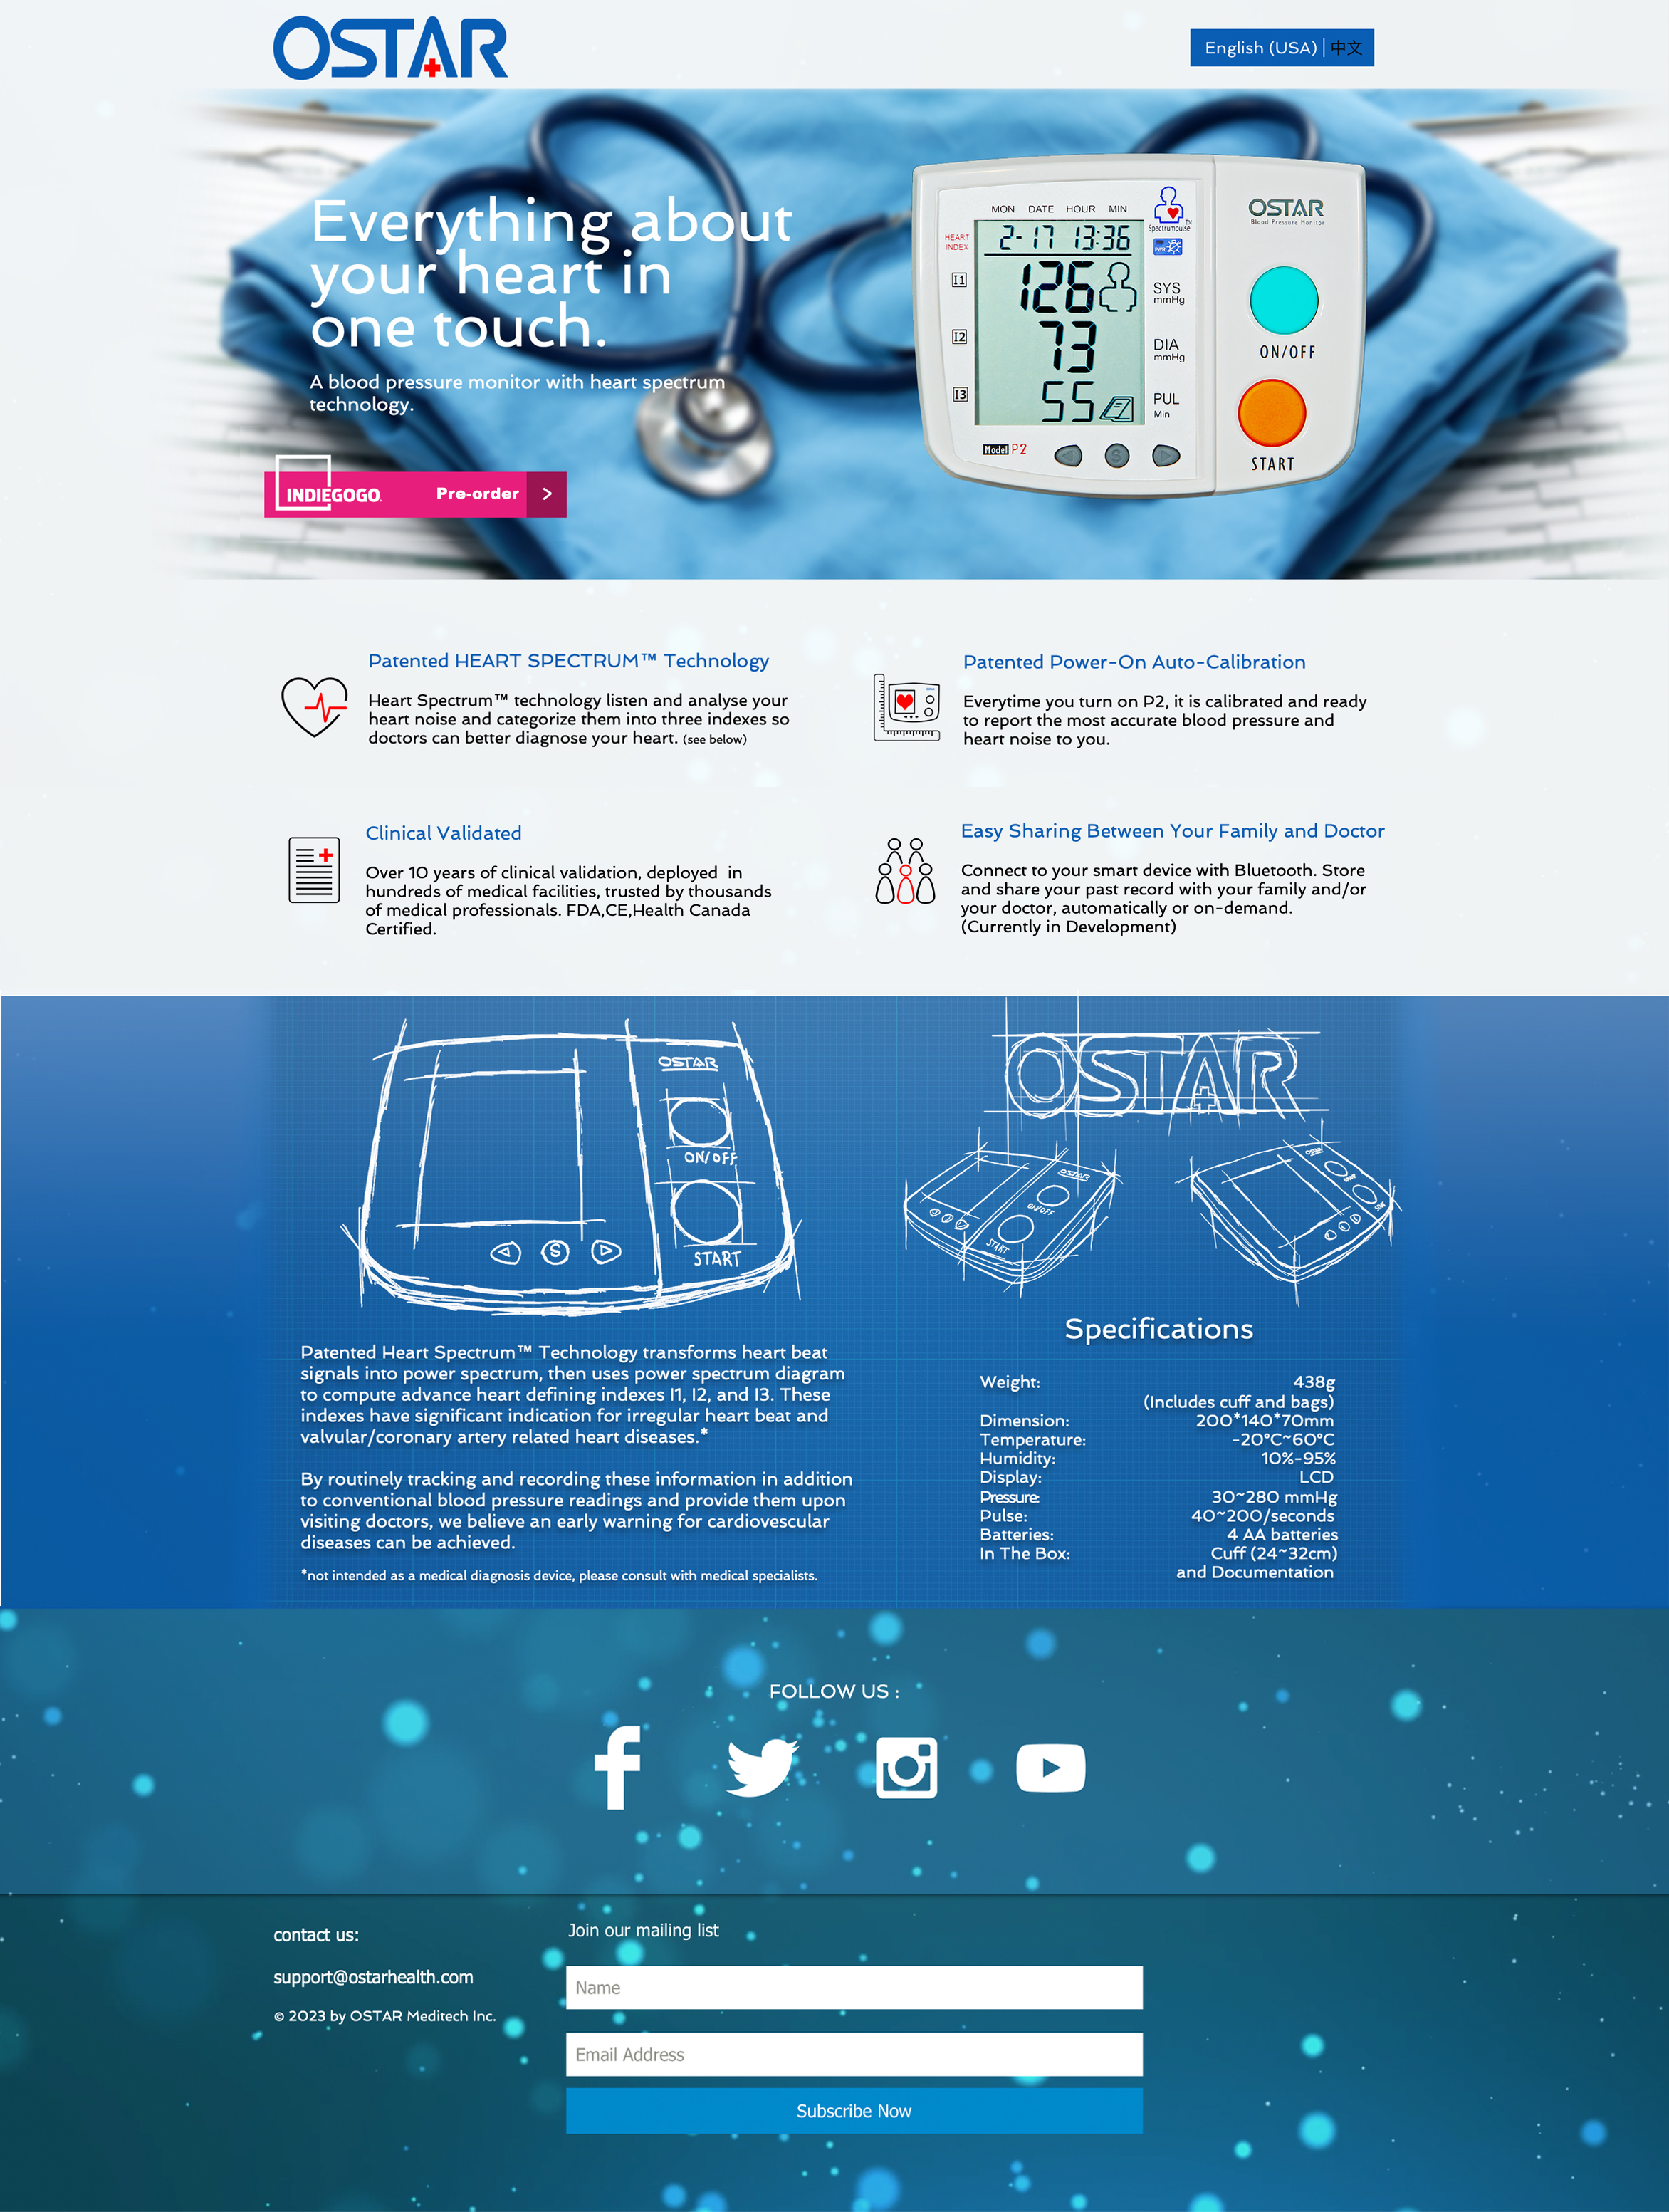 OSTAR
English (USA) | 中文
Everything about
your heart in
one touch.
A blood pressure monitor with heart spectrum
technology.
INDIEGOGO. Pre-order >
MON DATE HOUR MIN
HEART
INDEX
2-17 13:36
Spectrumpulse™
PWR
I1
126
SYS
mmHg
I2
73
DIA
mmHg
I3
55
PUL
Min
Model P2
S
OSTAR
Blood Pressure Monitor
ON/OFF
START
Patented HEART SPECTRUM™ Technology
Heart Spectrum™ technology listen and analyse your
heart noise and categorize them into three indexes so
doctors can better diagnose your heart. (see below)
Patented Power-On Auto-Calibration
Everytime you turn on P2, it is calibrated and ready
to report the most accurate blood pressure and
heart noise to you.
Clinical Validated
Over 10 years of clinical validation, deployed  in
hundreds of medical facilities, trusted by thousands
of medical professionals. FDA,CE,Health Canada
Certified.
Easy Sharing Between Your Family and Doctor
Connect to your smart device with Bluetooth. Store
and share your past record with your family and/or
your doctor, automatically or on-demand.
(Currently in Development)
OSTAR
ON/OFF
S
START
OSTAR
OSTAR
ON/OFF
START
Patented Heart Spectrum™ Technology transforms heart beat
signals into power spectrum, then uses power spectrum diagram
to compute advance heart defining indexes I1, I2, and I3. These
indexes have significant indication for irregular heart beat and
valvular/coronary artery related heart diseases.*
By routinely tracking and recording these information in addition
to conventional blood pressure readings and provide them upon
visiting doctors, we believe an early warning for cardiovascular
diseases can be achieved.
*not intended as a medical diagnosis device, please consult with medical specialists.
Specifications
Weight: 438g
(Includes cuff and bags)
Dimension: 200*140*70mm
Temperature: -20°C~60°C
Humidity: 10%-95%
Display: LCD
Pressure: 30~280 mmHg
Pulse: 40~200/seconds
Batteries: 4 AA batteries
In The Box: Cuff (24~32cm)
and Documentation
FOLLOW US :
contact us:
support@ostarhealth.com
© 2023 by OSTAR Meditech Inc.
Join our mailing list
Name
Email Address
Subscribe Now